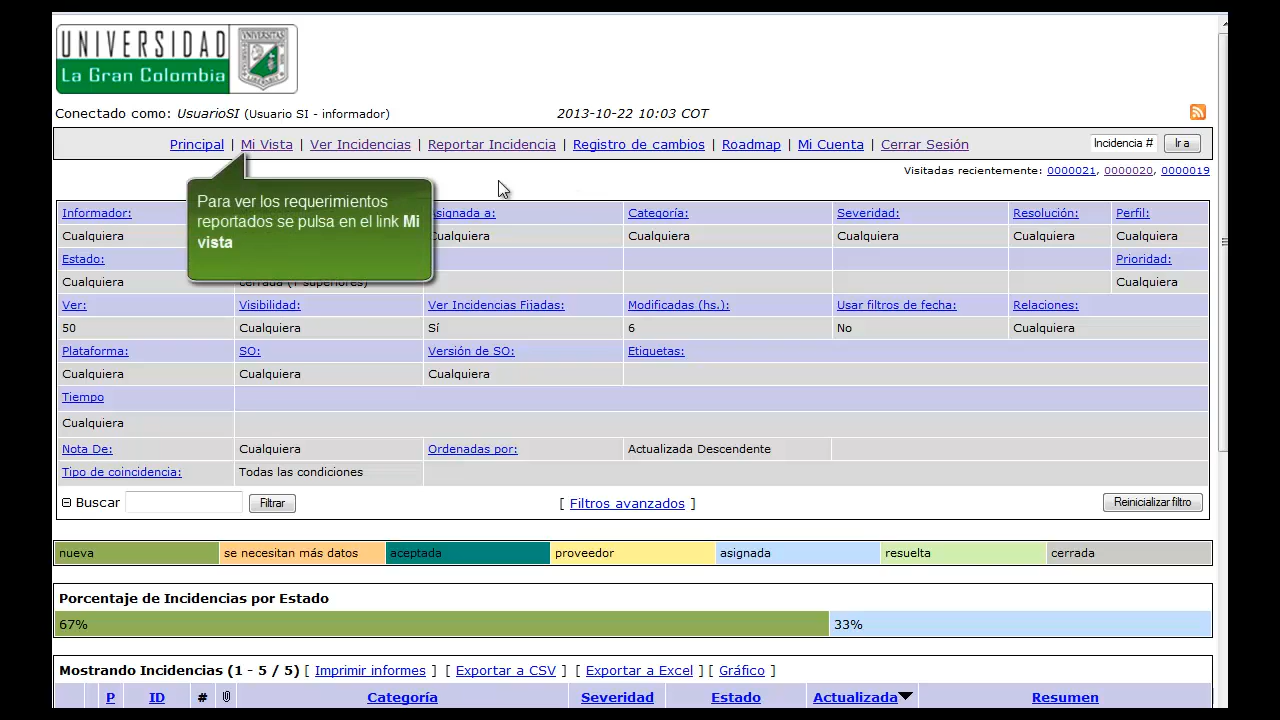 UNIVERSIDAD
La Gran Colombia
Conectado como: UsuarioSI (Usuario SI - informador) 2013-10-22 10:03 COT
Principal | Mi Vista | Ver Incidencias | Reportar Incidencia | Registro de cambios | Roadmap | Mi Cuenta | Cerrar Sesión Incidencia # Ir a
Visitadas recientemente: 0000021, 0000020, 0000019
Para ver los requerimientos
reportados se pulsa en el link Mi
vista
Informador: Asignada a: Categoría: Severidad: Resolución: Perfil:
Cualquiera Cualquiera Cualquiera Cualquiera Cualquiera Cualquiera
Estado: Prioridad:
Cualquiera cerrada (Y superiores) Cualquiera
Ver: Visibilidad: Ver Incidencias Fijadas: Modificadas (hs.): Usar filtros de fecha: Relaciones:
50 Cualquiera Sí 6 No Cualquiera
Plataforma: SO: Versión de SO: Etiquetas:
Cualquiera Cualquiera Cualquiera
Tiempo
Cualquiera
Nota De: Cualquiera Ordenadas por: Actualizada Descendente
Tipo de coincidencia: Todas las condiciones
Buscar Filtrar [ Filtros avanzados ] Reinicializar filtro
nueva se necesitan más datos aceptada proveedor asignada resuelta cerrada
Porcentaje de Incidencias por Estado
67% 33%
Mostrando Incidencias (1 - 5 / 5) [ Imprimir informes ] [ Exportar a CSV ] [ Exportar a Excel ] [ Gráfico ]
P ID # Categoría Severidad Estado Actualizada Resumen